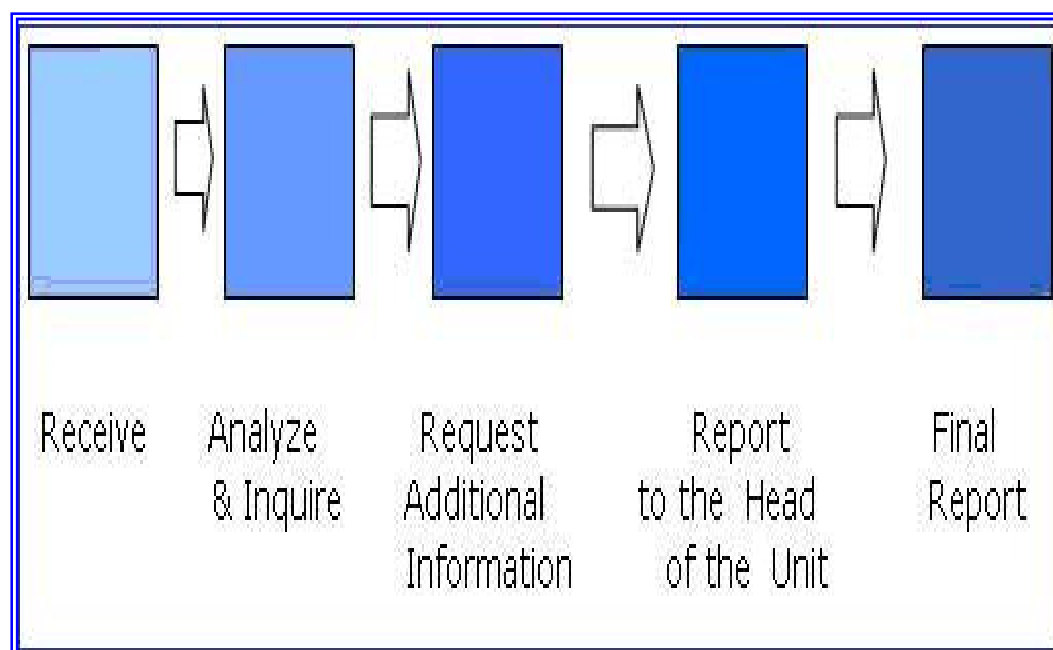 Receive
Analyze
& Inquire
Request
Additional
Information
Report
to the Head
of the Unit
Final
Report